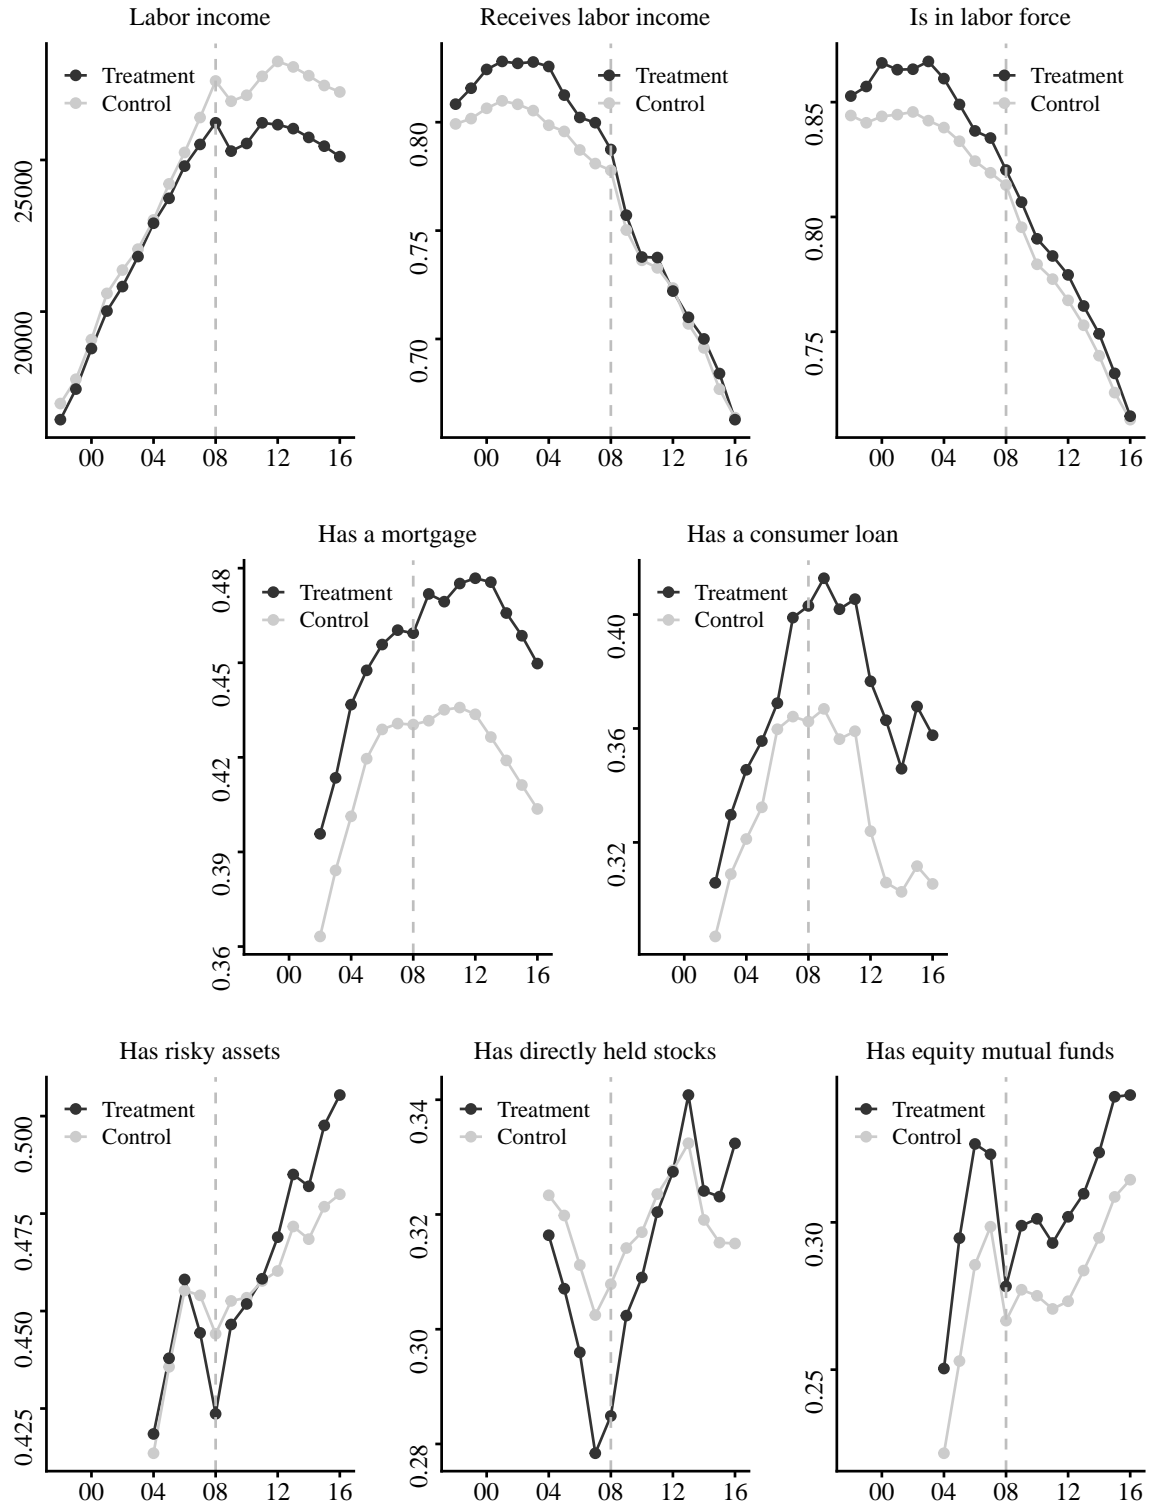 Labor income
Treatment
Control
25000
20000
00 04 08 12 16
Receives labor income
Treatment
Control
0.80
0.75
0.70
00 04 08 12 16
Is in labor force
Treatment
Control
0.85
0.80
0.75
00 04 08 12 16
Has a mortgage
Treatment
Control
0.48
0.45
0.42
0.39
0.36
00 04 08 12 16
Has a consumer loan
Treatment
Control
0.40
0.36
0.32
00 04 08 12 16
Has risky assets
Treatment
Control
0.500
0.475
0.450
0.425
00 04 08 12 16
Has directly held stocks
Treatment
Control
0.34
0.32
0.30
0.28
00 04 08 12 16
Has equity mutual funds
Treatment
Control
0.30
0.25
00 04 08 12 16